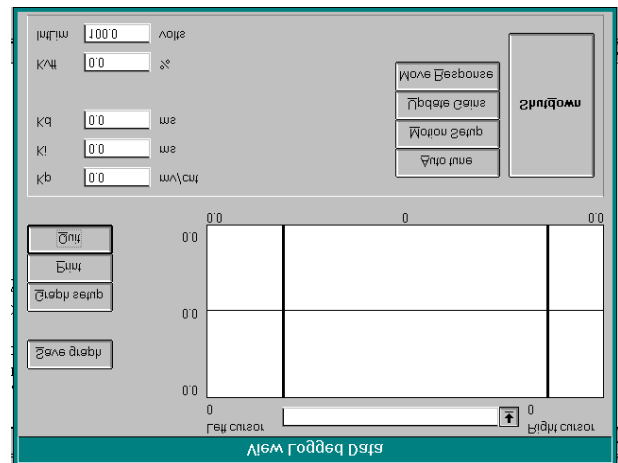 View Logged Data
Left cursor
Right cursor
0
0
0.0
Save graph
0.0
Graph setup
Print
Quit
0.0
0.0 0 0.0
Kp 0.0 mv/cnt
Ki 0.0 ms
Kd 0.0 ms
Kvff 0.0 %
IntLim 100.0 volts
Auto tune
Motion Setup
Update Gains
Move Response
Shutdown